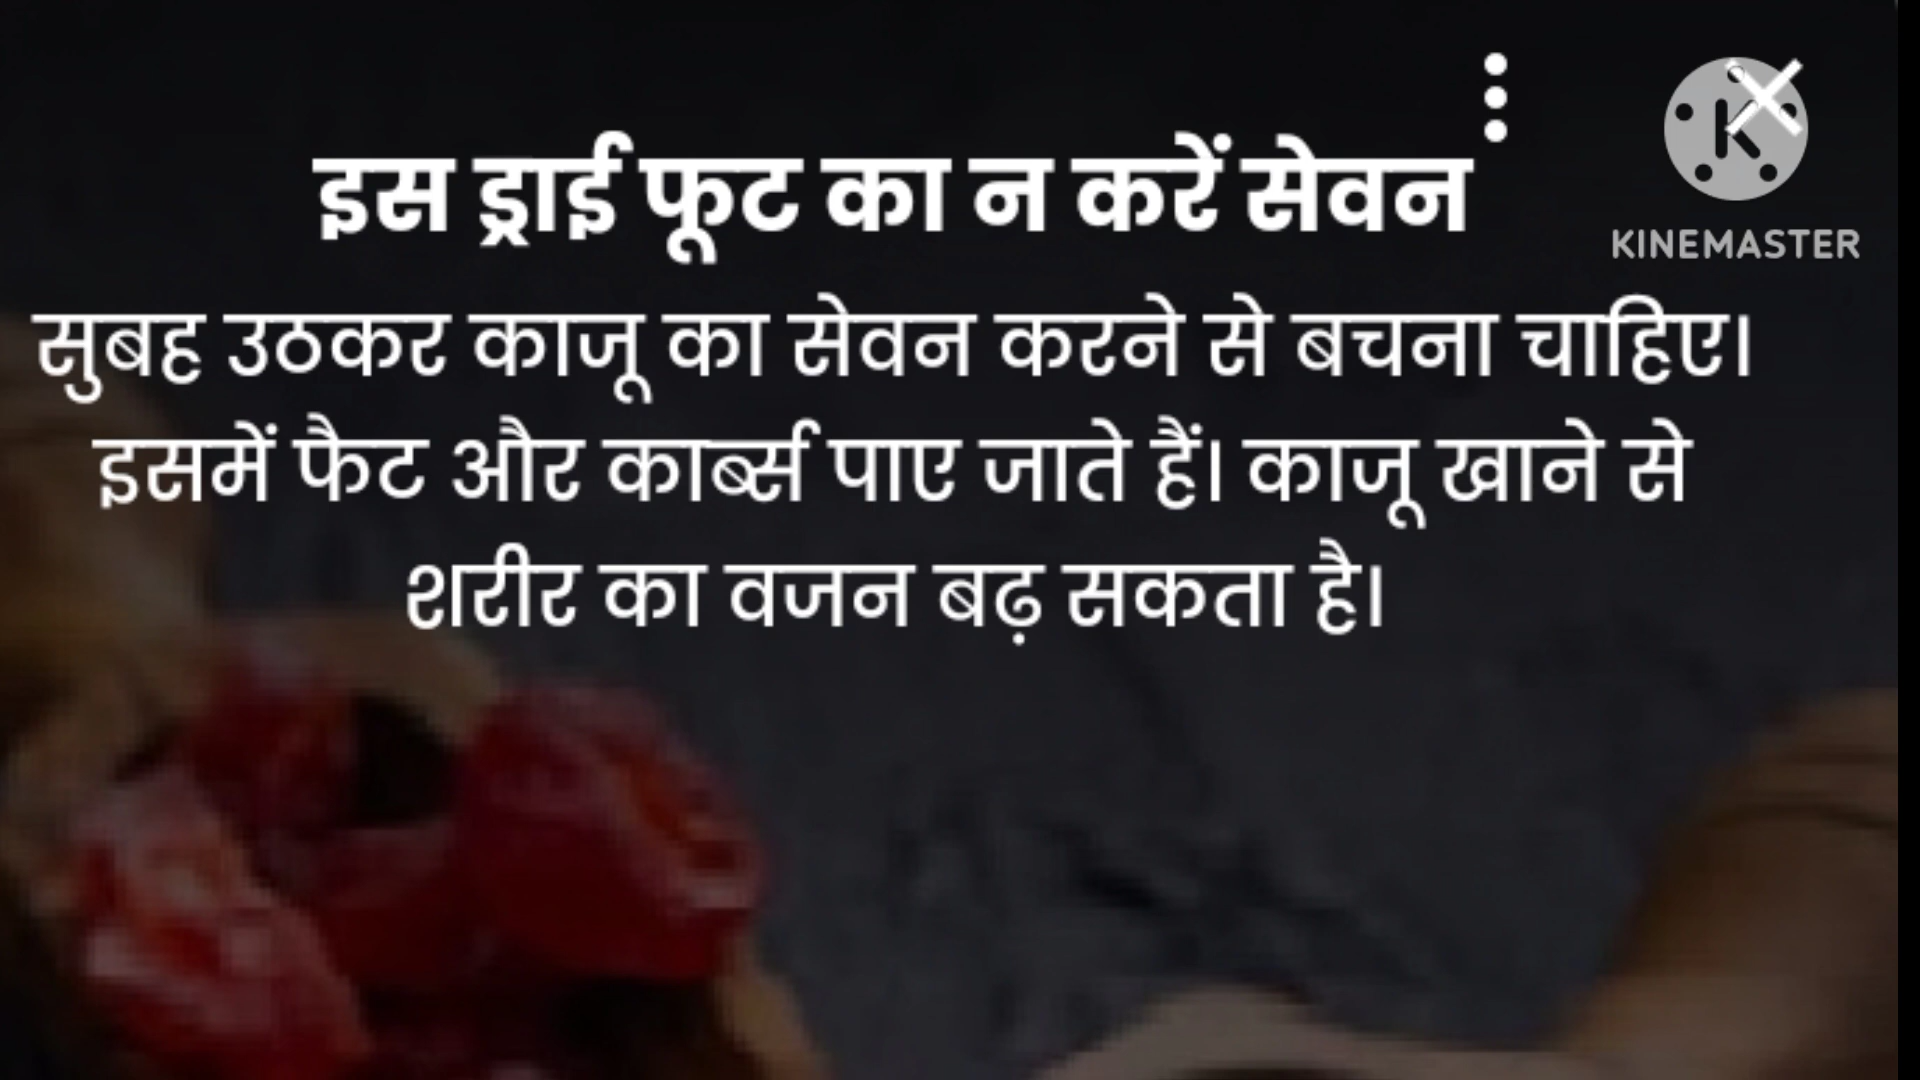 इस ड्राई फूट का न करें सेवन
KINEMASTER
सुबह उठकर काजू का सेवन करने से बचना चाहिए।
इसमें फैट और कार्ब्स पाए जाते हैं। काजू खाने से
शरीर का वजन बढ़ सकता है।